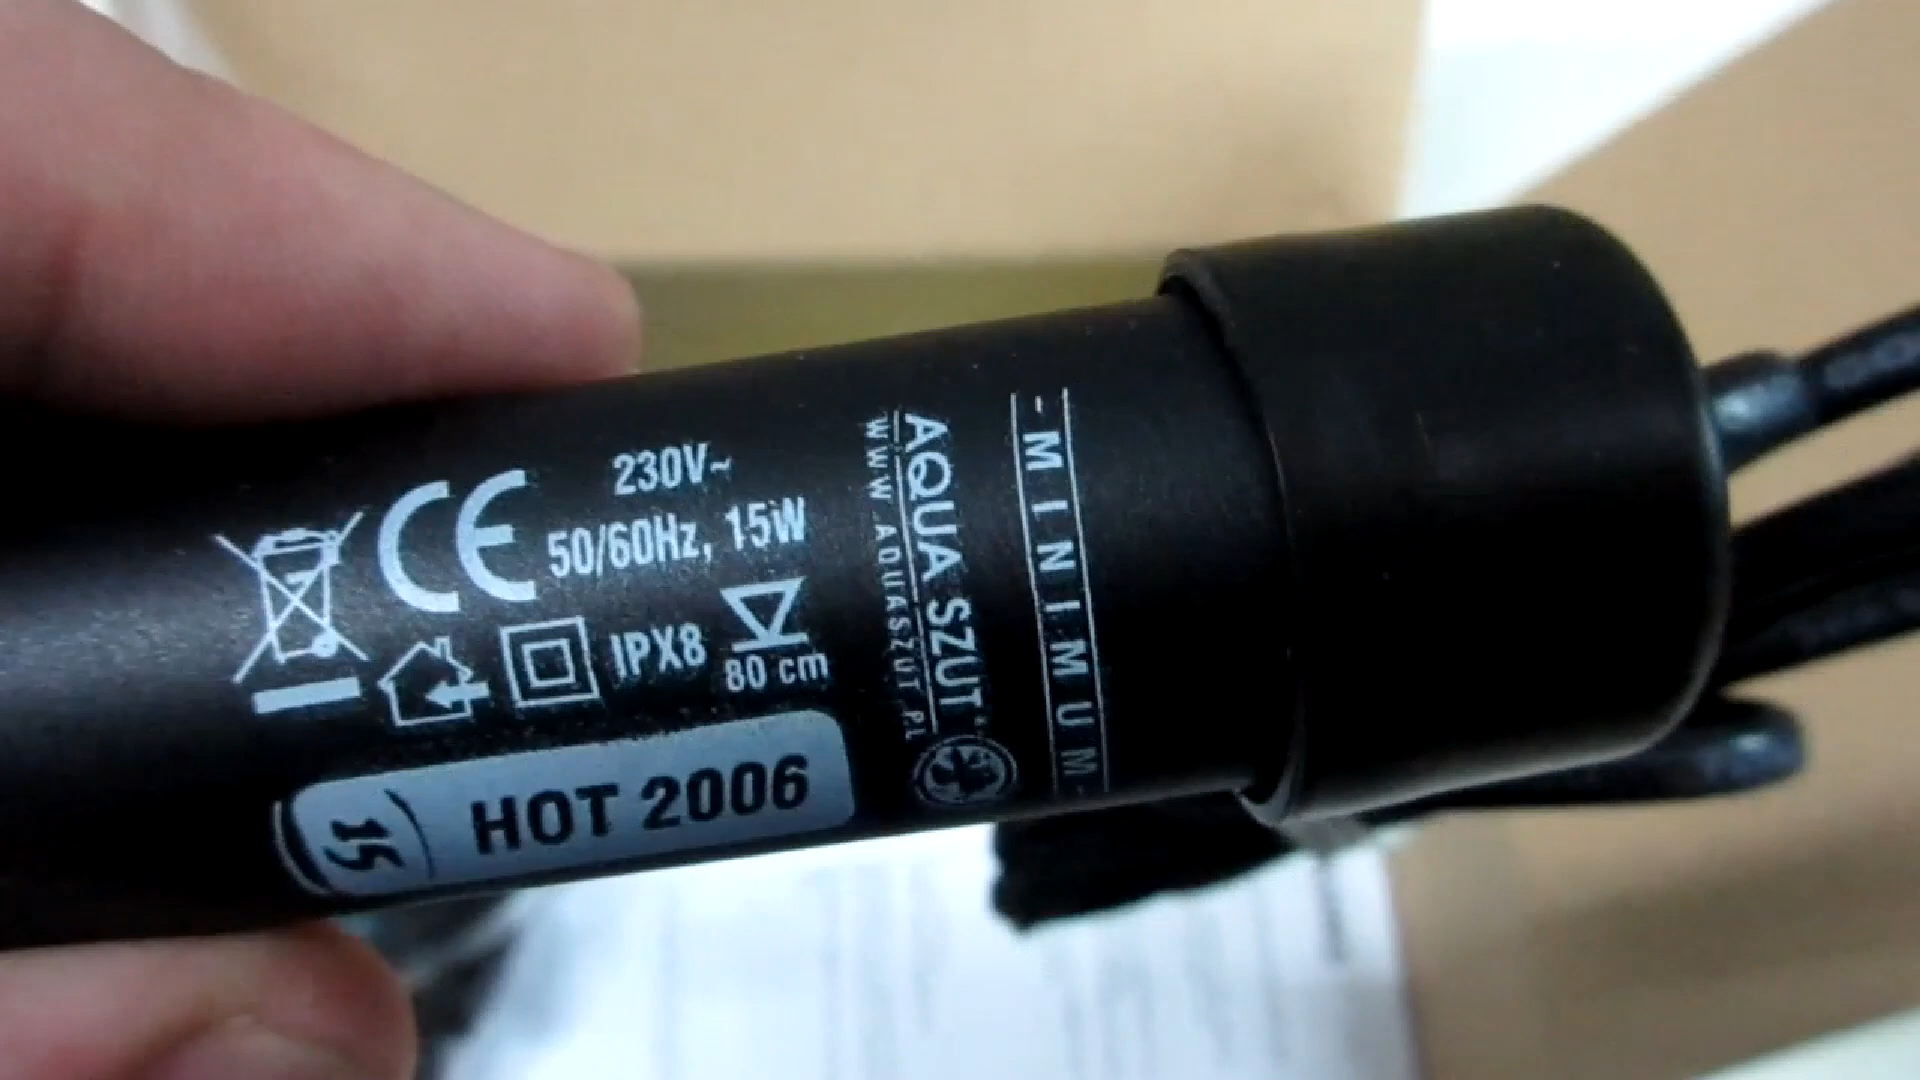 230V~
50/60Hz, 15W
IPX8
80 cm
15
HOT 2006
AQUA SZUT
WWW.AQUASZUT.PL
-MINIMUM-